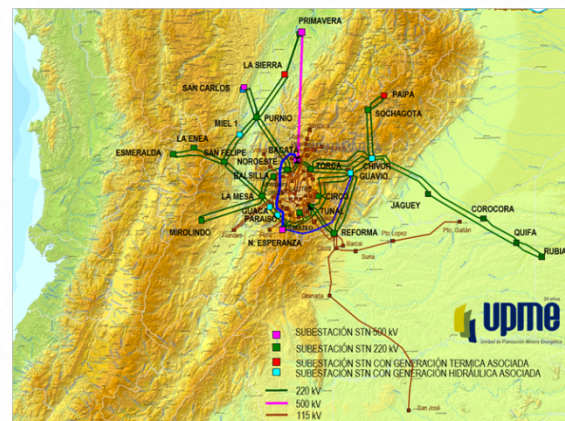 PRIMAVERA
LA SIERRA
SAN CARLOS
PAIPA
PURNIO
SOCHAGOTA
MIEL 1
LA ENEA
BACATA
ESMERALDA
SAN FELIPE
NOROESTE
TORCA
CHIVOR
BALSILLA
GUAVIO
LA MESA
CIRCO
JAGUEY
GUACA
TUNAL
COROCORA
PARAISO
MIROLINDO
REFORMA
QUIFA
N. ESPERANZA
RUBIA
Ocoa
Barzal
Suria
Pto. Lopez
Pto. Gaitán
Granada
San José
upme
Unidad de Planeación Minero Energética
SUBESTACIÓN STN 500 kV
SUBESTACIÓN STN 220 kV
SUBESTACIÓN STN CON GENERACIÓN TERMICA ASOCIADA
SUBESTACIÓN STN CON GENERACIÓN HIDRÁULICA ASOCIADA
220 kV
500 kV
115 kV